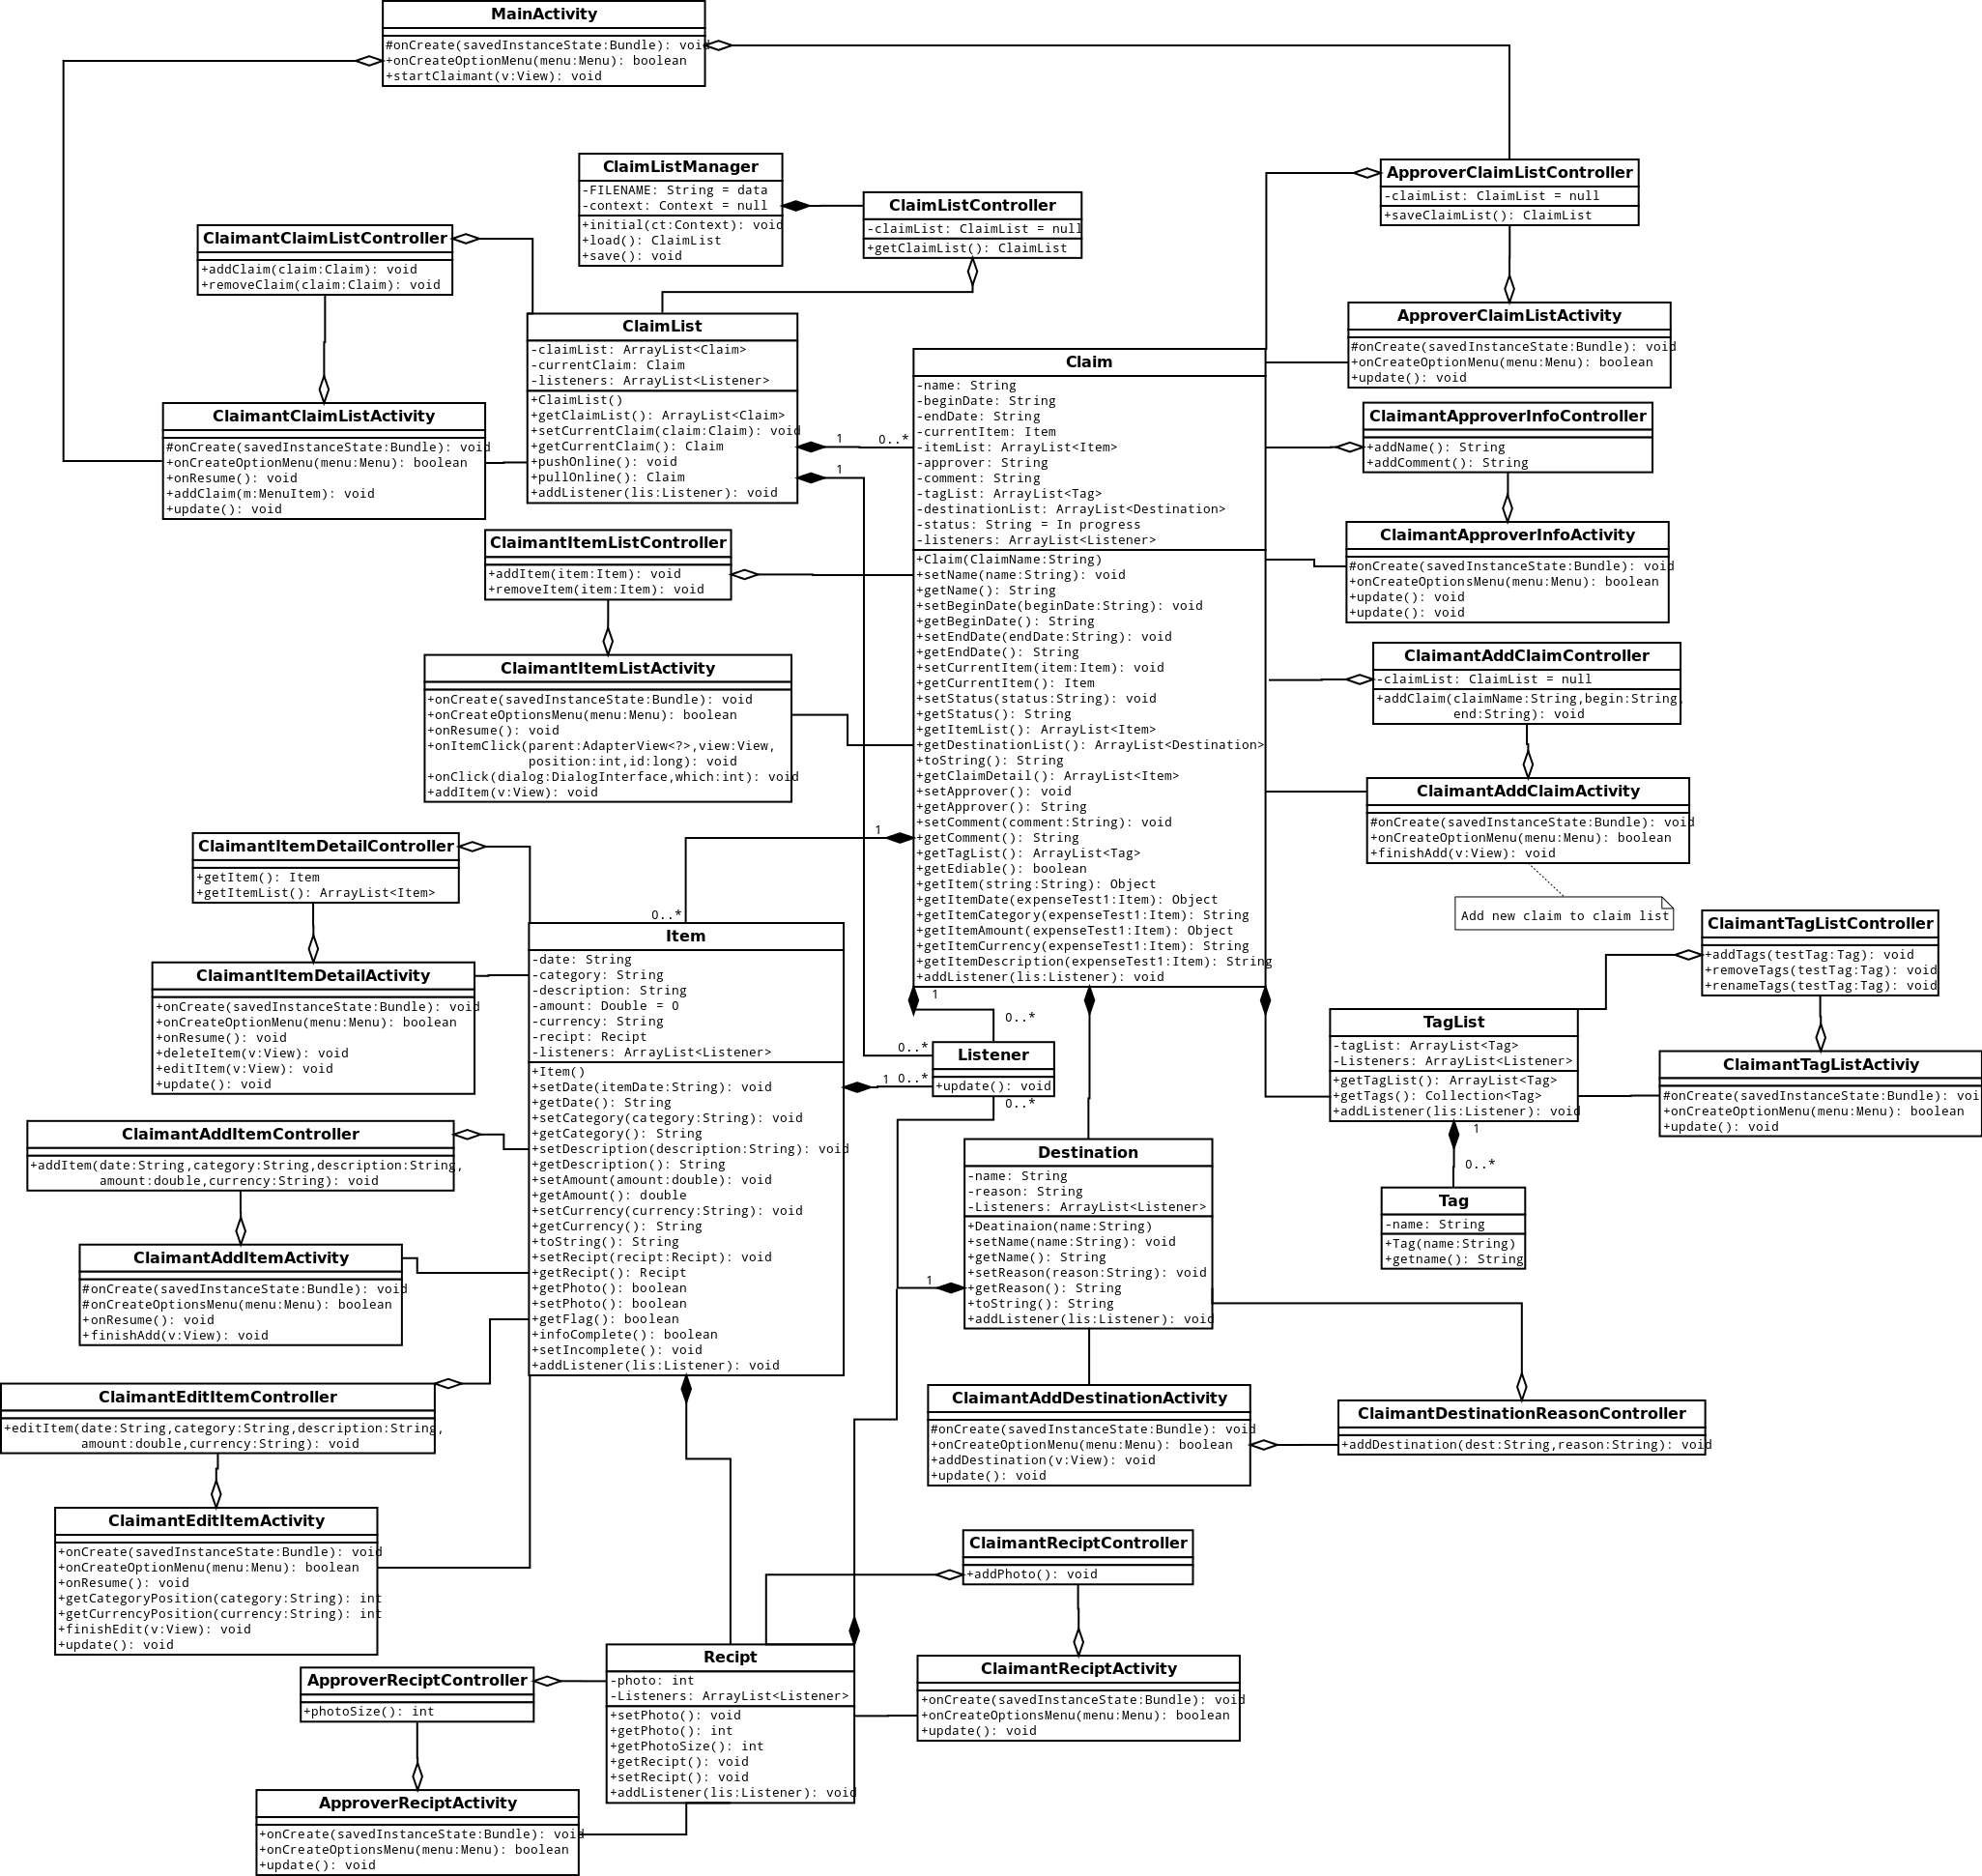 MainActivity
#onCreate(savedInstanceState:Bundle): void
+onCreateOptionMenu(menu:Menu): boolean
+startClaimant(v:View): void
ClaimListManager
-FILENAME: String = data
-context: Context = null
+initial(ct:Context): void
+load(): ClaimList
+save(): void
ClaimListController
-claimList: ClaimList = null
+getClaimList(): ClaimList
ApproverClaimListController
-claimList: ClaimList = null
+saveClaimList(): ClaimList
ClaimantClaimListController
+addClaim(claim:Claim): void
+removeClaim(claim:Claim): void
ClaimList
-claimList: ArrayList<Claim>
-currentClaim: Claim
-listeners: ArrayList<Listener>
+ClaimList()
+getClaimList(): ArrayList<Claim>
+setCurrentClaim(claim:Claim): void
+getCurrentClaim(): Claim
+pushOnline(): void
+pullOnline(): Claim
+addListener(lis:Listener): void
1
0..*
1
ApproverClaimListActivity
#onCreate(savedInstanceState:Bundle): void
+onCreateOptionMenu(menu:Menu): boolean
+update(): void
ClaimantClaimListActivity
#onCreate(savedInstanceState:Bundle): void
+onCreateOptionMenu(menu:Menu): boolean
+onResume(): void
+addClaim(m:MenuItem): void
+update(): void
Claim
-name: String
-beginDate: String
-endDate: String
-currentItem: Item
-itemList: ArrayList<Item>
-approver: String
-comment: String
-tagList: ArrayList<Tag>
-destinationList: ArrayList<Destination>
-status: String = In progress
-listeners: ArrayList<Listener>
+Claim(ClaimName:String)
+setName(name:String): void
+getName(): String
+setBeginDate(beginDate:String): void
+getBeginDate(): String
+setEndDate(endDate:String): void
+getEndDate(): String
+setCurrentItem(item:Item): void
+getCurrentItem(): Item
+setStatus(status:String): void
+getStatus(): String
+getItemList(): ArrayList<Item>
+getDestinationList(): ArrayList<Destination>
+toString(): String
+getClaimDetail(): ArrayList<Item>
+setApprover(): void
+getApprover(): String
+setComment(comment:String): void
+getComment(): String
+getTagList(): ArrayList<Tag>
+getEdiable(): boolean
+getItem(string:String): Object
+getItemDate(expenseTest1:Item): Object
+getItemCategory(expenseTest1:Item): String
+getItemAmount(expenseTest1:Item): Object
+getItemCurrency(expenseTest1:Item): String
+getItemDescription(expenseTest1:Item): String
+addListener(lis:Listener): void
ClaimantApproverInfoController
+addName(): String
+addComment(): String
ClaimantApproverInfoActivity
#onCreate(savedInstanceState:Bundle): void
+onCreateOptionsMenu(menu:Menu): boolean
+update(): void
+update(): void
ClaimantItemListController
+addItem(item:Item): void
+removeItem(item:Item): void
ClaimantItemListActivity
+onCreate(savedInstanceState:Bundle): void
+onCreateOptionsMenu(menu:Menu): boolean
+onResume(): void
+onItemClick(parent:AdapterView<?>,view:View,
position:int,id:long): void
+onClick(dialog:DialogInterface,which:int): void
+addItem(v:View): void
ClaimantAddClaimController
-claimList: ClaimList = null
+addClaim(claimName:String,begin:String,
end:String): void
ClaimantAddClaimActivity
#onCreate(savedInstanceState:Bundle): void
+onCreateOptionMenu(menu:Menu): boolean
+finishAdd(v:View): void
Add new claim to claim list
1
0..*
ClaimantItemDetailController
+getItem(): Item
+getItemList(): ArrayList<Item>
ClaimantItemDetailActivity
+onCreate(savedInstanceState:Bundle): void
+onCreateOptionMenu(menu:Menu): boolean
+onResume(): void
+deleteItem(v:View): void
+editItem(v:View): void
+update(): void
Item
-date: String
-category: String
-description: String
-amount: Double = 0
-currency: String
-recipt: Recipt
-listeners: ArrayList<Listener>
+Item()
+setDate(itemDate:String): void
+getDate(): String
+setCategory(category:String): void
+getCategory(): String
+setDescription(description:String): void
+getDescription(): String
+setAmount(amount:double): void
+getAmount(): double
+setCurrency(currency:String): void
+getCurrency(): String
+toString(): String
+setRecipt(recipt:Recipt): void
+getRecipt(): Recipt
+getPhoto(): boolean
+setPhoto(): boolean
+getFlag(): boolean
+infoComplete(): boolean
+setIncomplete(): void
+addListener(lis:Listener): void
1
0..*
0..*
1
0..*
0..*
Listener
+update(): void
ClaimantTagListController
+addTags(testTag:Tag): void
+removeTags(testTag:Tag): void
+renameTags(testTag:Tag): void
TagList
-tagList: ArrayList<Tag>
-Listeners: ArrayList<Listener>
+getTagList(): ArrayList<Tag>
+getTags(): Collection<Tag>
+addListener(lis:Listener): void
ClaimantTagListActiviy
#onCreate(savedInstanceState:Bundle): voi
+onCreateOptionMenu(menu:Menu): boolean
+update(): void
1
0..*
Tag
-name: String
+Tag(name:String)
+getname(): String
ClaimantAddItemController
+addItem(date:String,category:String,description:String,
amount:double,currency:String): void
ClaimantAddItemActivity
#onCreate(savedInstanceState:Bundle): void
#onCreateOptionsMenu(menu:Menu): boolean
+onResume(): void
+finishAdd(v:View): void
Destination
-name: String
-reason: String
-Listeners: ArrayList<Listener>
+Deatinaion(name:String)
+setName(name:String): void
+getName(): String
+setReason(reason:String): void
+getReason(): String
+toString(): String
+addListener(lis:Listener): void
1
ClaimantEditItemController
+editItem(date:String,category:String,description:String,
amount:double,currency:String): void
ClaimantAddDestinationActivity
#onCreate(savedInstanceState:Bundle): void
+onCreateOptionMenu(menu:Menu): boolean
+addDestination(v:View): void
+update(): void
ClaimantDestinationReasonController
+addDestination(dest:String,reason:String): void
ClaimantEditItemActivity
+onCreate(savedInstanceState:Bundle): void
+onCreateOptionMenu(menu:Menu): boolean
+onResume(): void
+getCategoryPosition(category:String): int
+getCurrencyPosition(currency:String): int
+finishEdit(v:View): void
+update(): void
ClaimantReciptController
+addPhoto(): void
ApproverReciptController
+photoSize(): int
Recipt
-photo: int
-Listeners: ArrayList<Listener>
+setPhoto(): void
+getPhoto(): int
+getPhotoSize(): int
+getRecipt(): void
+setRecipt(): void
+addListener(lis:Listener): void
ClaimantReciptActivity
+onCreate(savedInstanceState:Bundle): void
+onCreateOptionsMenu(menu:Menu): boolean
+update(): void
ApproverReciptActivity
+onCreate(savedInstanceState:Bundle): void
+onCreateOptionsMenu(menu:Menu): boolean
+update(): void